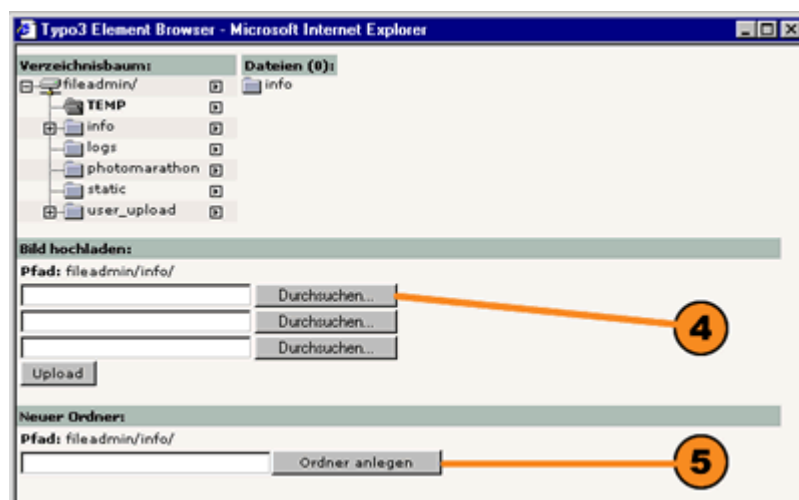 Typo3 Element Browser - Microsoft Internet Explorer
Verzeichnisbaum: Dateien (0):
fileadmin/ info
TEMP
info
logs
photomarathon
static
user_upload
Bild hochladen:
Pfad: fileadmin/info/
Durchsuchen...
4
Durchsuchen...
Durchsuchen...
Upload
Neuer Ordner:
Pfad: fileadmin/info/
Ordner anlegen 5